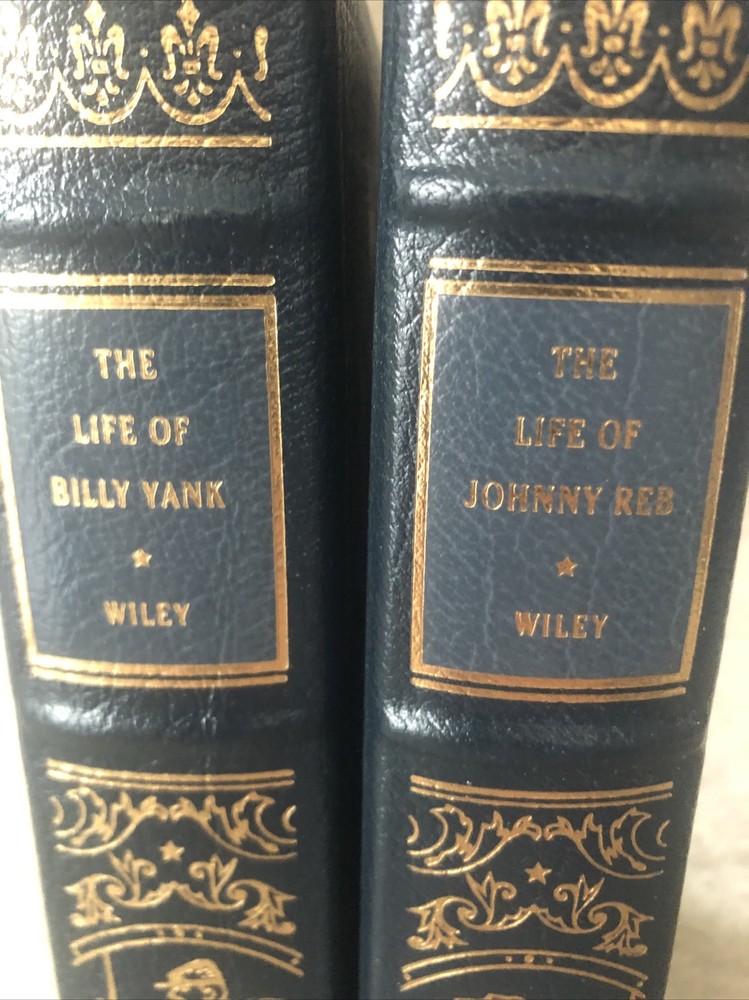 THE
LIFE OF
BILLY YANK
WILEY
THE
LIFE OF
JOHNNY REB
WILEY